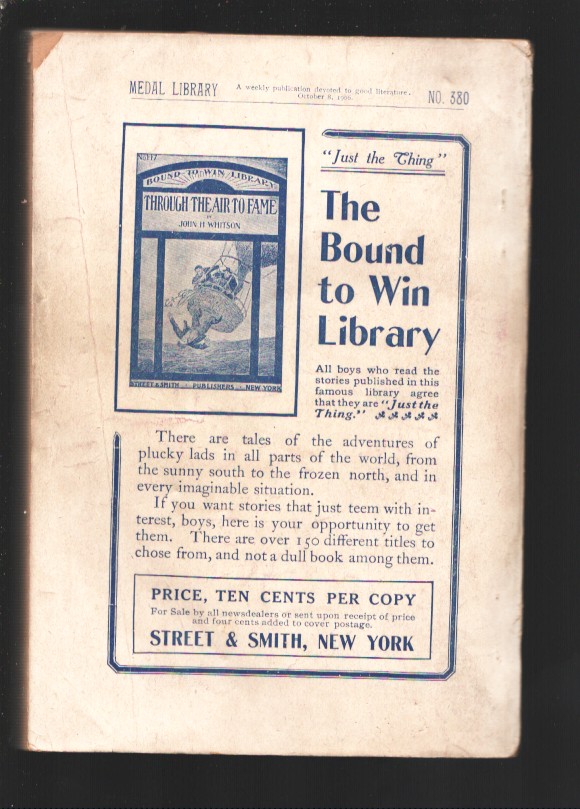 MEDAL LIBRARY
A weekly publication devoted to good literature.
October 8, 1906.
NO. 380
No. 117
BOUND TO WIN LIBRARY
THROUGH THE AIR TO FAME
BY
JOHN H WHITSON
STREET & SMITH · PUBLISHERS · NEW YORK
"Just the Thing"
The
Bound
to Win
Library
All boys who read the
stories published in this
famous library agree
that they are "Just the
Thing."
There are tales of the adventures of
plucky lads in all parts of the world, from
the sunny south to the frozen north, and in
every imaginable situation.
If you want stories that just teem with in-
terest, boys, here is your opportunity to get
them. There are over 150 different titles to
chose from, and not a dull book among them.
PRICE, TEN CENTS PER COPY
For Sale by all newsdealers or sent upon receipt of price
and four cents added to cover postage.
STREET & SMITH, NEW YORK